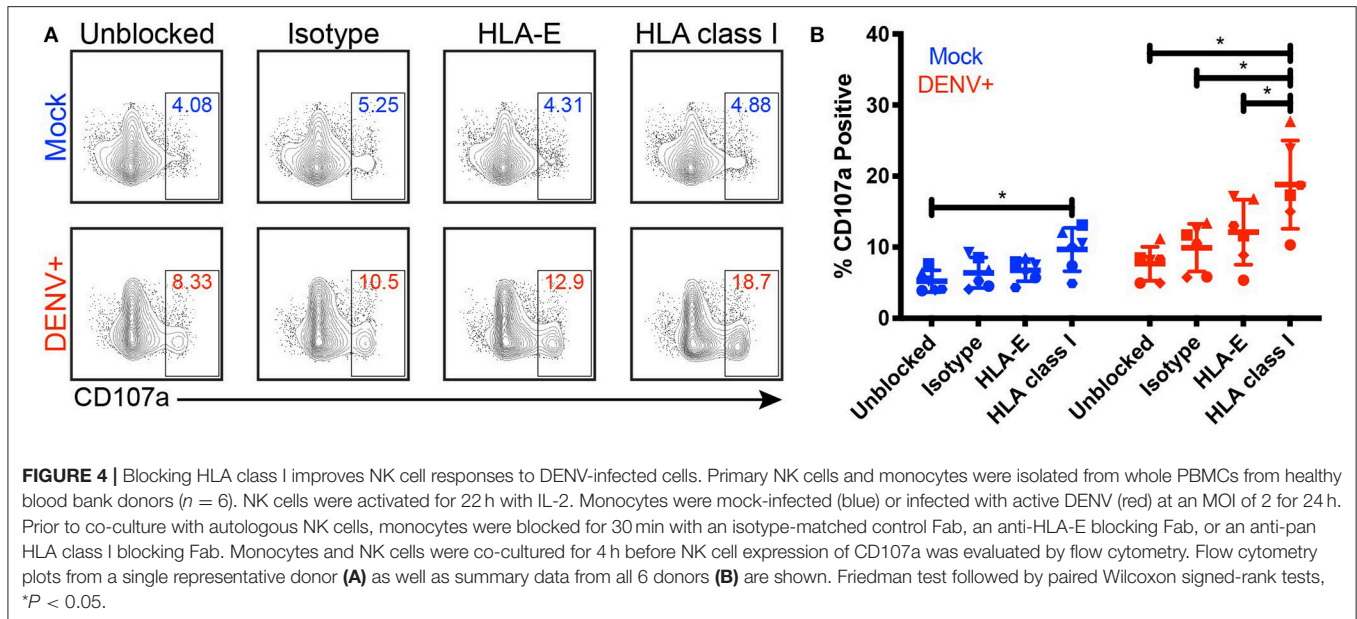 A
Unblocked
Isotype
HLA-E
HLA class I
Mock
4.08
5.25
4.31
4.88
DENV+
8.33
10.5
12.9
18.7
CD107a
B
% CD107a Positive
40
30
20
10
0
Mock
DENV+
*
*
*
*
Unblocked
Isotype
HLA-E
HLA class I
Unblocked
Isotype
HLA-E
HLA class I
FIGURE 4 | Blocking HLA class I improves NK cell responses to DENV-infected cells. Primary NK cells and monocytes were isolated from whole PBMCs from healthy
blood bank donors (n = 6). NK cells were activated for 22 h with IL-2. Monocytes were mock-infected (blue) or infected with active DENV (red) at an MOI of 2 for 24 h.
Prior to co-culture with autologous NK cells, monocytes were blocked for 30 min with an isotype-matched control Fab, an anti-HLA-E blocking Fab, or an anti-pan
HLA class I blocking Fab. Monocytes and NK cells were co-cultured for 4 h before NK cell expression of CD107a was evaluated by flow cytometry. Flow cytometry
plots from a single representative donor (A) as well as summary data from all 6 donors (B) are shown. Friedman test followed by paired Wilcoxon signed-rank tests,
*P < 0.05.